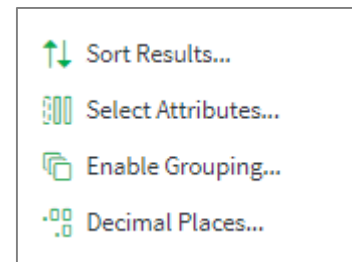 Sort Results...
Select Attributes...
Enable Grouping...
Decimal Places...